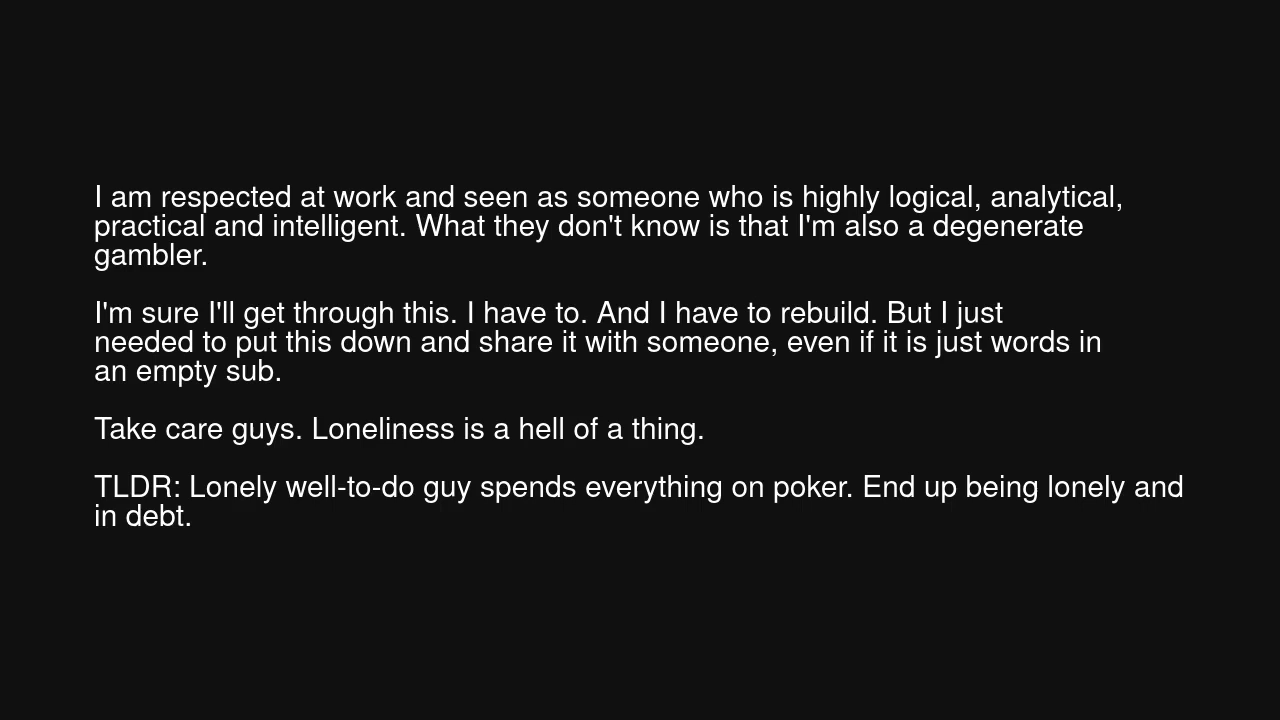 I am respected at work and seen as someone who is highly logical, analytical,
practical and intelligent. What they don't know is that I'm also a degenerate
gambler.
I'm sure I'll get through this. I have to. And I have to rebuild. But I just
needed to put this down and share it with someone, even if it is just words in
an empty sub.
Take care guys. Loneliness is a hell of a thing.
TLDR: Lonely well-to-do guy spends everything on poker. End up being lonely and
in debt.